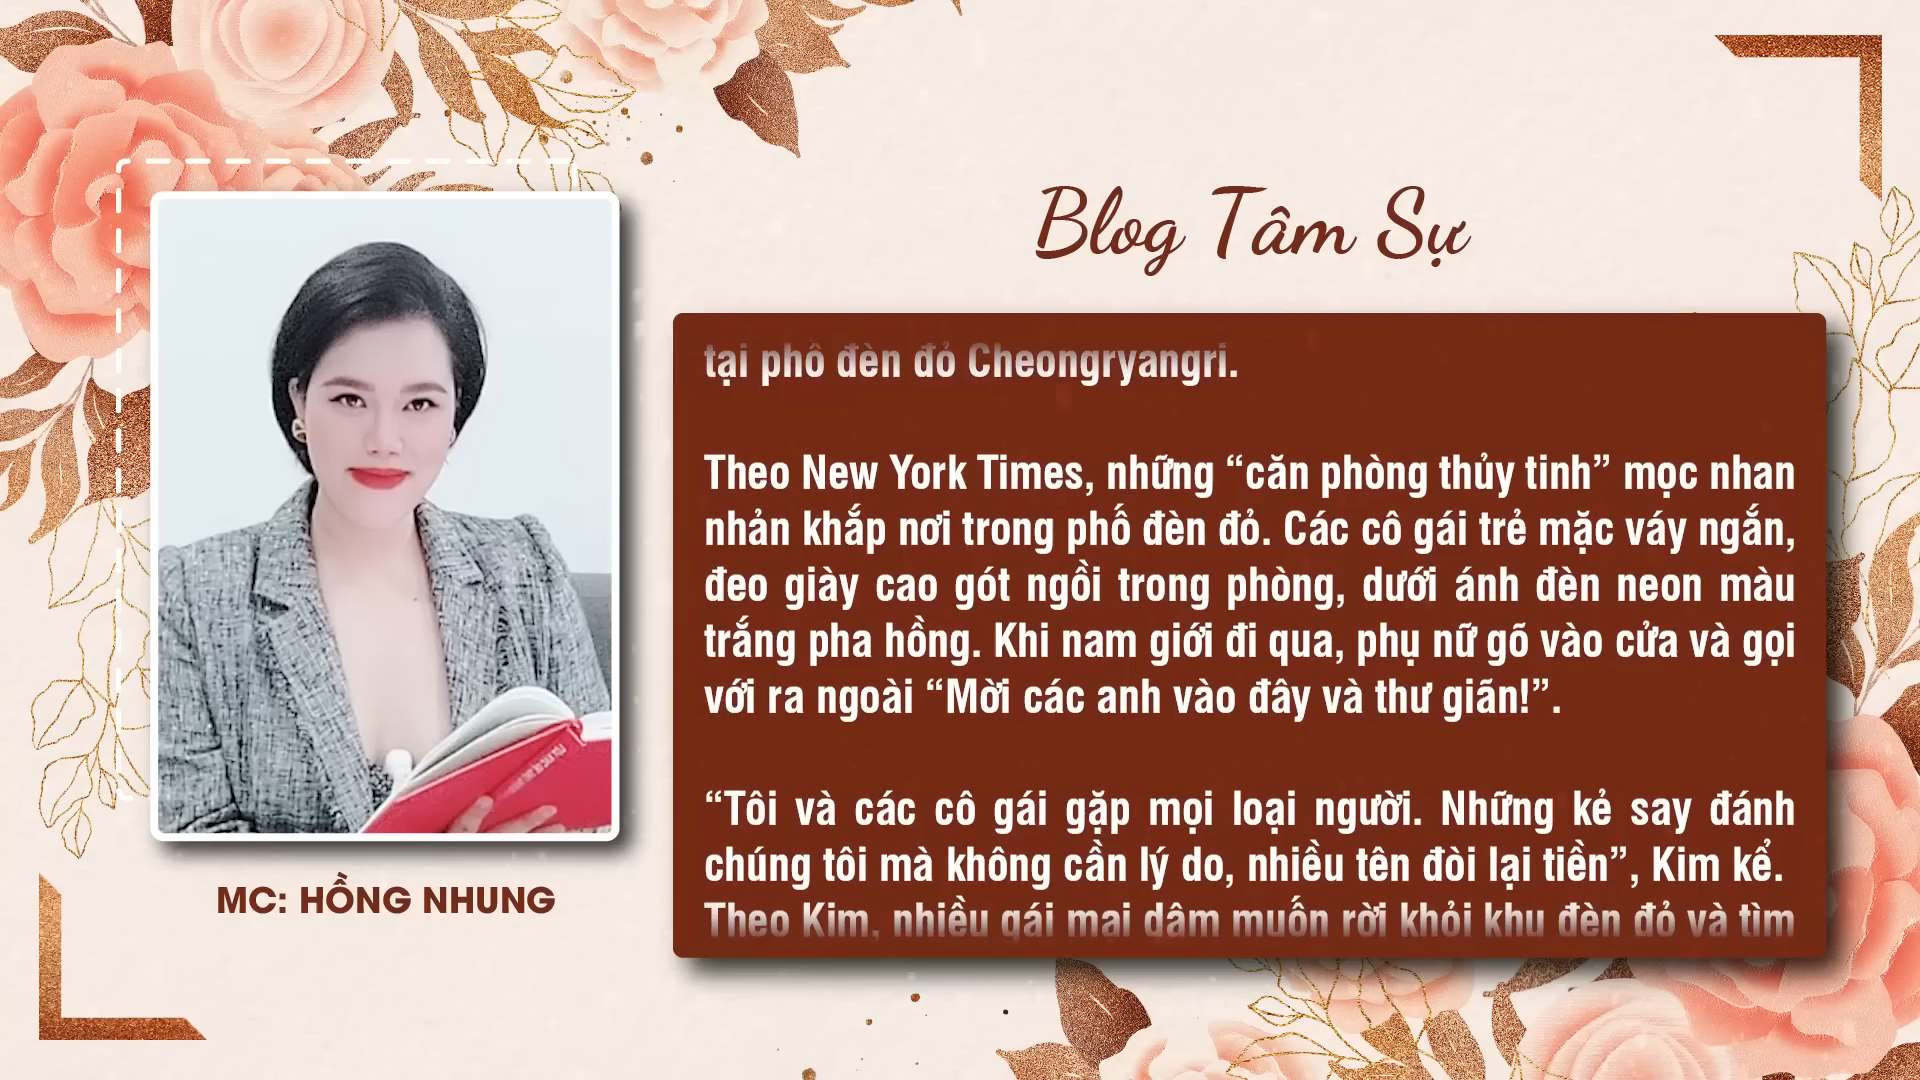 Blog Tâm Sự
tại phố đèn đỏ Cheongryangri.
Theo New York Times, những “căn phòng thủy tinh” mọc nhan
nhản khắp nơi trong phố đèn đỏ. Các cô gái trẻ mặc váy ngắn,
đeo giày cao gót ngồi trong phòng, dưới ánh đèn neon màu
trắng pha hồng. Khi nam giới đi qua, phụ nữ gõ vào cửa và gọi
với ra ngoài “Mời các anh vào đây và thư giãn!”.
“Tôi và các cô gái gặp mọi loại người. Những kẻ say đánh
chúng tôi mà không cần lý do, nhiều tên đòi lại tiền”, Kim kể.
Theo Kim, nhiều gái mại dâm muốn rời khỏi khu đèn đỏ và tìm
MC: HỒNG NHUNG